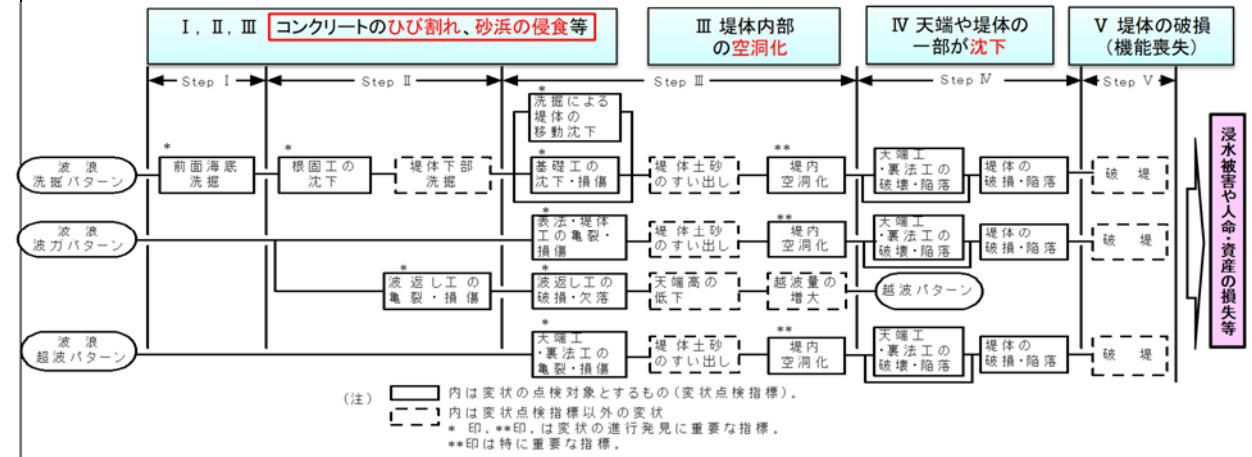 Ⅰ, Ⅱ, Ⅲ コンクリートのひび割れ、砂浜の侵食等
Ⅲ 堤体内部
の空洞化
Ⅳ 天端や堤体の
一部が沈下
Ⅴ 堤体の破損
(機能喪失)
Step Ⅰ
Step Ⅱ
Step Ⅲ
Step Ⅳ
Step Ⅴ
*
洗掘による
堤体の
移動沈下
波 浪
洗掘パターン
*
前面海底
洗掘
*
根固工の
沈下
堤体下部
洗掘
*
基礎工の
沈下・損傷
堤体土砂
のすい出し
**
堤内
空洞化
天端工
・裏法工の
破壊・陥落
堤体の
破損・陥落
破 堤
波 浪
波力パターン
*
表法・堤体
工の亀裂・
損傷
堤体土砂
のすい出し
**
堤内
空洞化
天端工
・裏法工の
破壊・陥落
堤体の
破損・陥落
破 堤
*
波返し工の
亀裂・損傷
*
波返し工の
破損・欠落
天端高の
低下
越波量の
増大
越波パターン
波 浪
超波パターン
*
天端工
・裏法工の
亀裂・損傷
堤体土砂
のすい出し
**
堤内
空洞化
天端工
・裏法工の
破壊・陥落
堤体の
破損・陥落
破 堤
浸水被害や人命・資産の損失等
(注) 内は変状の点検対象とするもの(変状点検指標).
内は変状点検指標以外の変状
* 印, **印, は変状の進行発見に重要な指標.
**印は特に重要な指標.